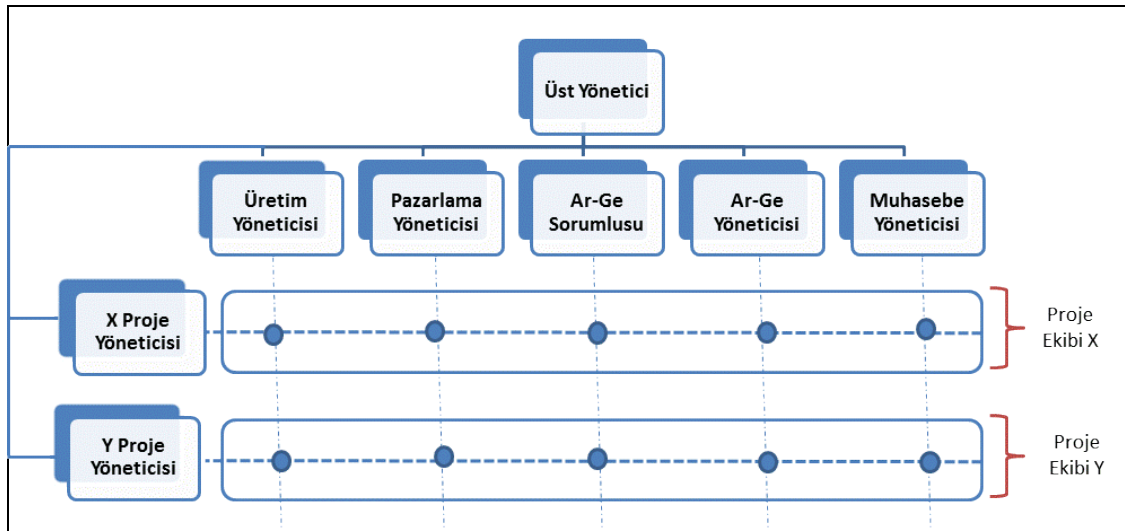 Üst Yönetici
Üretim
Yöneticisi
Pazarlama
Yöneticisi
Ar-Ge
Sorumlusu
Ar-Ge
Yöneticisi
Muhasebe
Yöneticisi
X Proje
Yöneticisi
Proje
Ekibi X
Y Proje
Yöneticisi
Proje
Ekibi Y